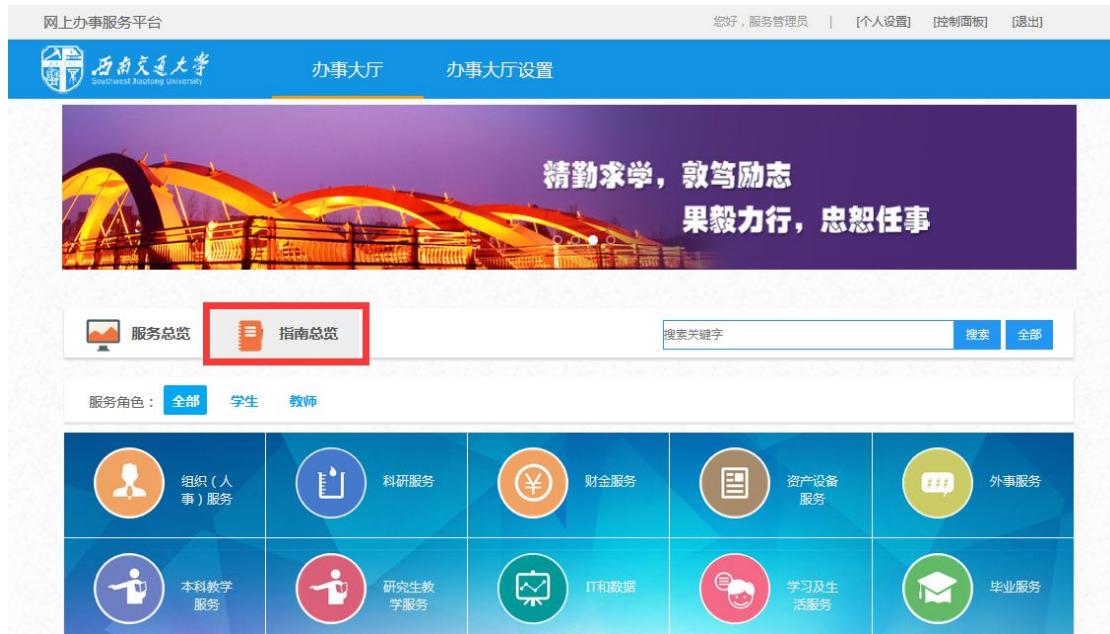 网上办事服务平台
您好，服务管理员 | [个人设置] [控制面板] [退出]
西南交通大学
Southwest Jiaotong University
办事大厅 办事大厅设置
精勤求学，敦笃励志
果毅力行，忠恕任事
服务总览 指南总览 搜索关键字 搜索 全部
服务角色： 全部 学生 教师
组织（人
事）服务
科研服务
财金服务
资产设备
服务
外事服务
本科教学
服务
研究生教
学服务
IT和数据
学习及生
活服务
毕业服务